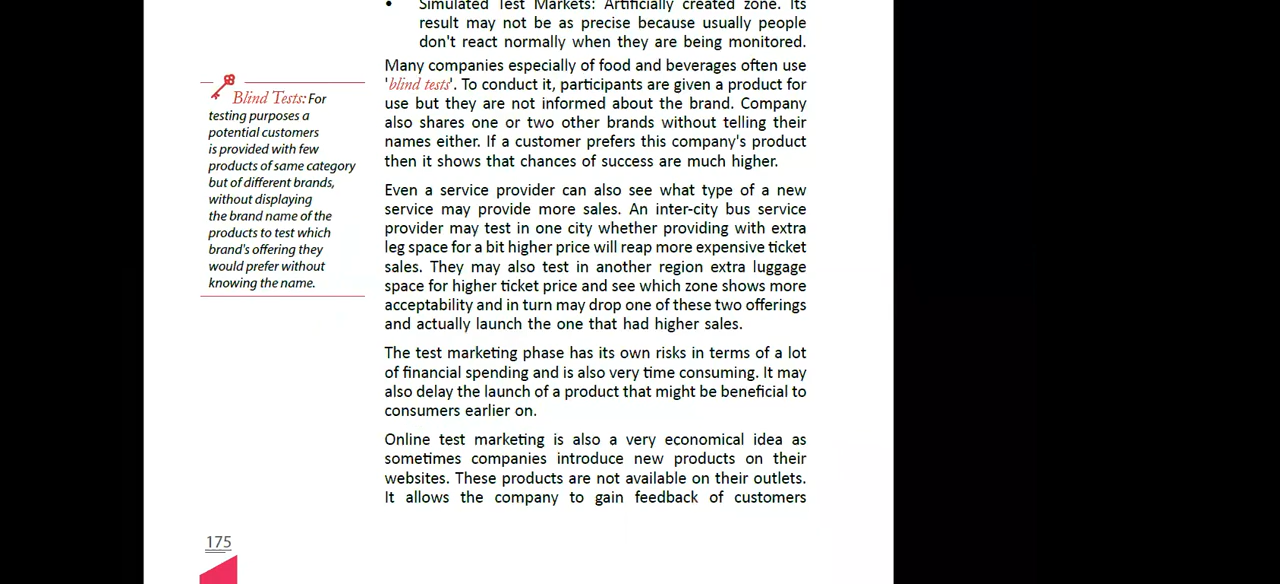 • Simulated Test Markets: Artificially created zone. Its
result may not be as precise because usually people
don't react normally when they are being monitored.
Many companies especially of food and beverages often use
'blind tests'. To conduct it, participants are given a product for
use but they are not informed about the brand. Company
also shares one or two other brands without telling their
names either. If a customer prefers this company's product
then it shows that chances of success are much higher.
Blind Tests: For
testing purposes a
potential customers
is provided with few
products of same category
but of different brands,
without displaying
the brand name of the
products to test which
brand's offering they
would prefer without
knowing the name.
Even a service provider can also see what type of a new
service may provide more sales. An inter-city bus service
provider may test in one city whether providing with extra
leg space for a bit higher price will reap more expensive ticket
sales. They may also test in another region extra luggage
space for higher ticket price and see which zone shows more
acceptability and in turn may drop one of these two offerings
and actually launch the one that had higher sales.
The test marketing phase has its own risks in terms of a lot
of financial spending and is also very time consuming. It may
also delay the launch of a product that might be beneficial to
consumers earlier on.
Online test marketing is also a very economical idea as
sometimes companies introduce new products on their
websites. These products are not available on their outlets.
It allows the company to gain feedback of customers
175